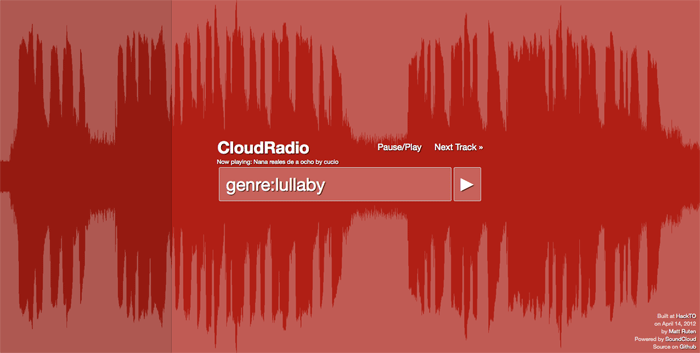 CloudRadio
Pause/Play Next Track »
Now playing: Nana reales de a ocho by cucio
genre:lullaby
Built at HackTO
on April 14, 2012
by Matt Ruten
Powered by SoundCloud
Source on Github